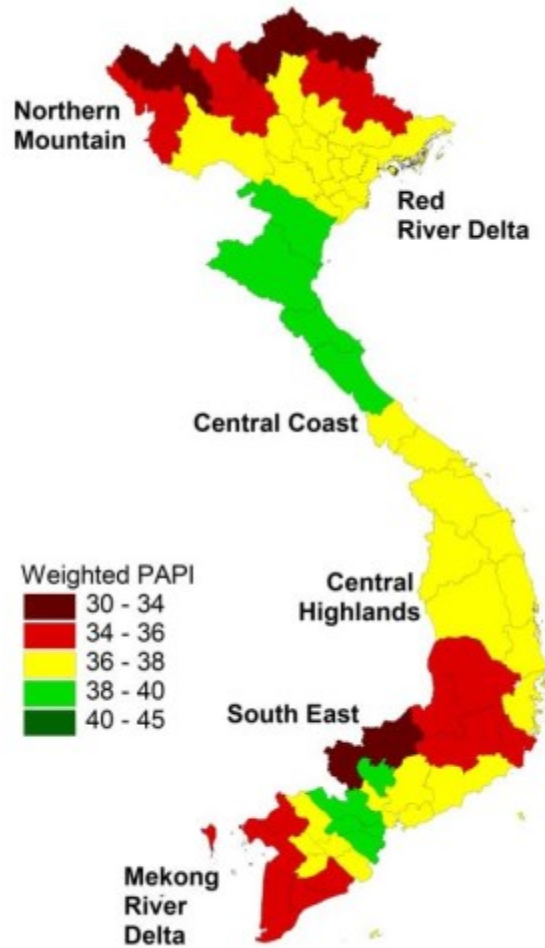 Northern
Mountain
Red
River Delta
Central Coast
Weighted PAPI
30 - 34
34 - 36
36 - 38
38 - 40
40 - 45
Central
Highlands
South East
Mekong
River
Delta